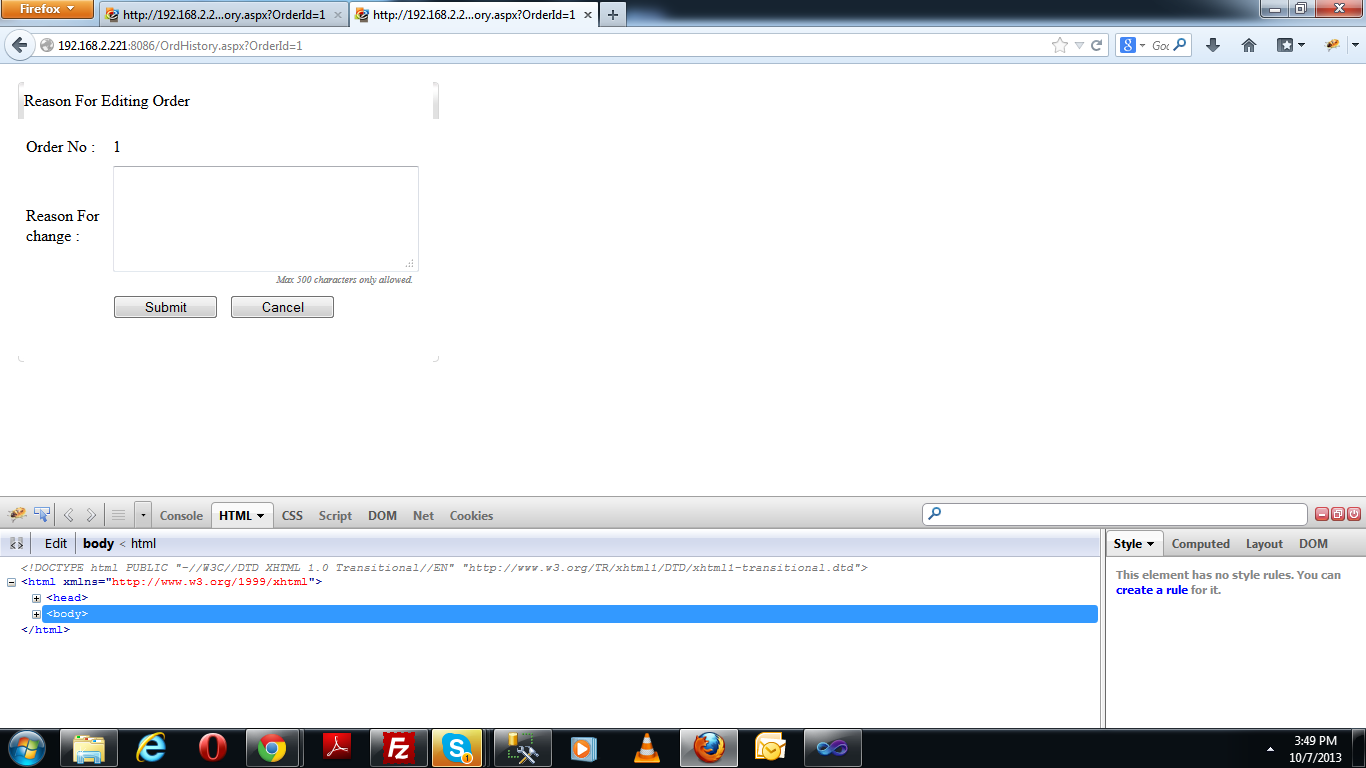 Firefox
http://192.168.2.2...ory.aspx?OrderId=1
http://192.168.2.2...ory.aspx?OrderId=1
192.168.2.221:8086/OrdHistory.aspx?OrderId=1
Reason For Editing Order
Order No : 1
Reason For
change :
Max 500 characters only allowed.
Submit Cancel
Console HTML CSS Script DOM Net Cookies
Edit body < html
Style Computed Layout DOM
<!DOCTYPE html PUBLIC "-//W3C//DTD XHTML 1.0 Transitional//EN" "http://www.w3.org/TR/xhtml1/DTD/xhtml1-transitional.dtd">
<html xmlns="http://www.w3.org/1999/xhtml">
<head>
<body>
</html>
This element has no style rules. You can
create a rule for it.
3:49 PM
10/7/2013